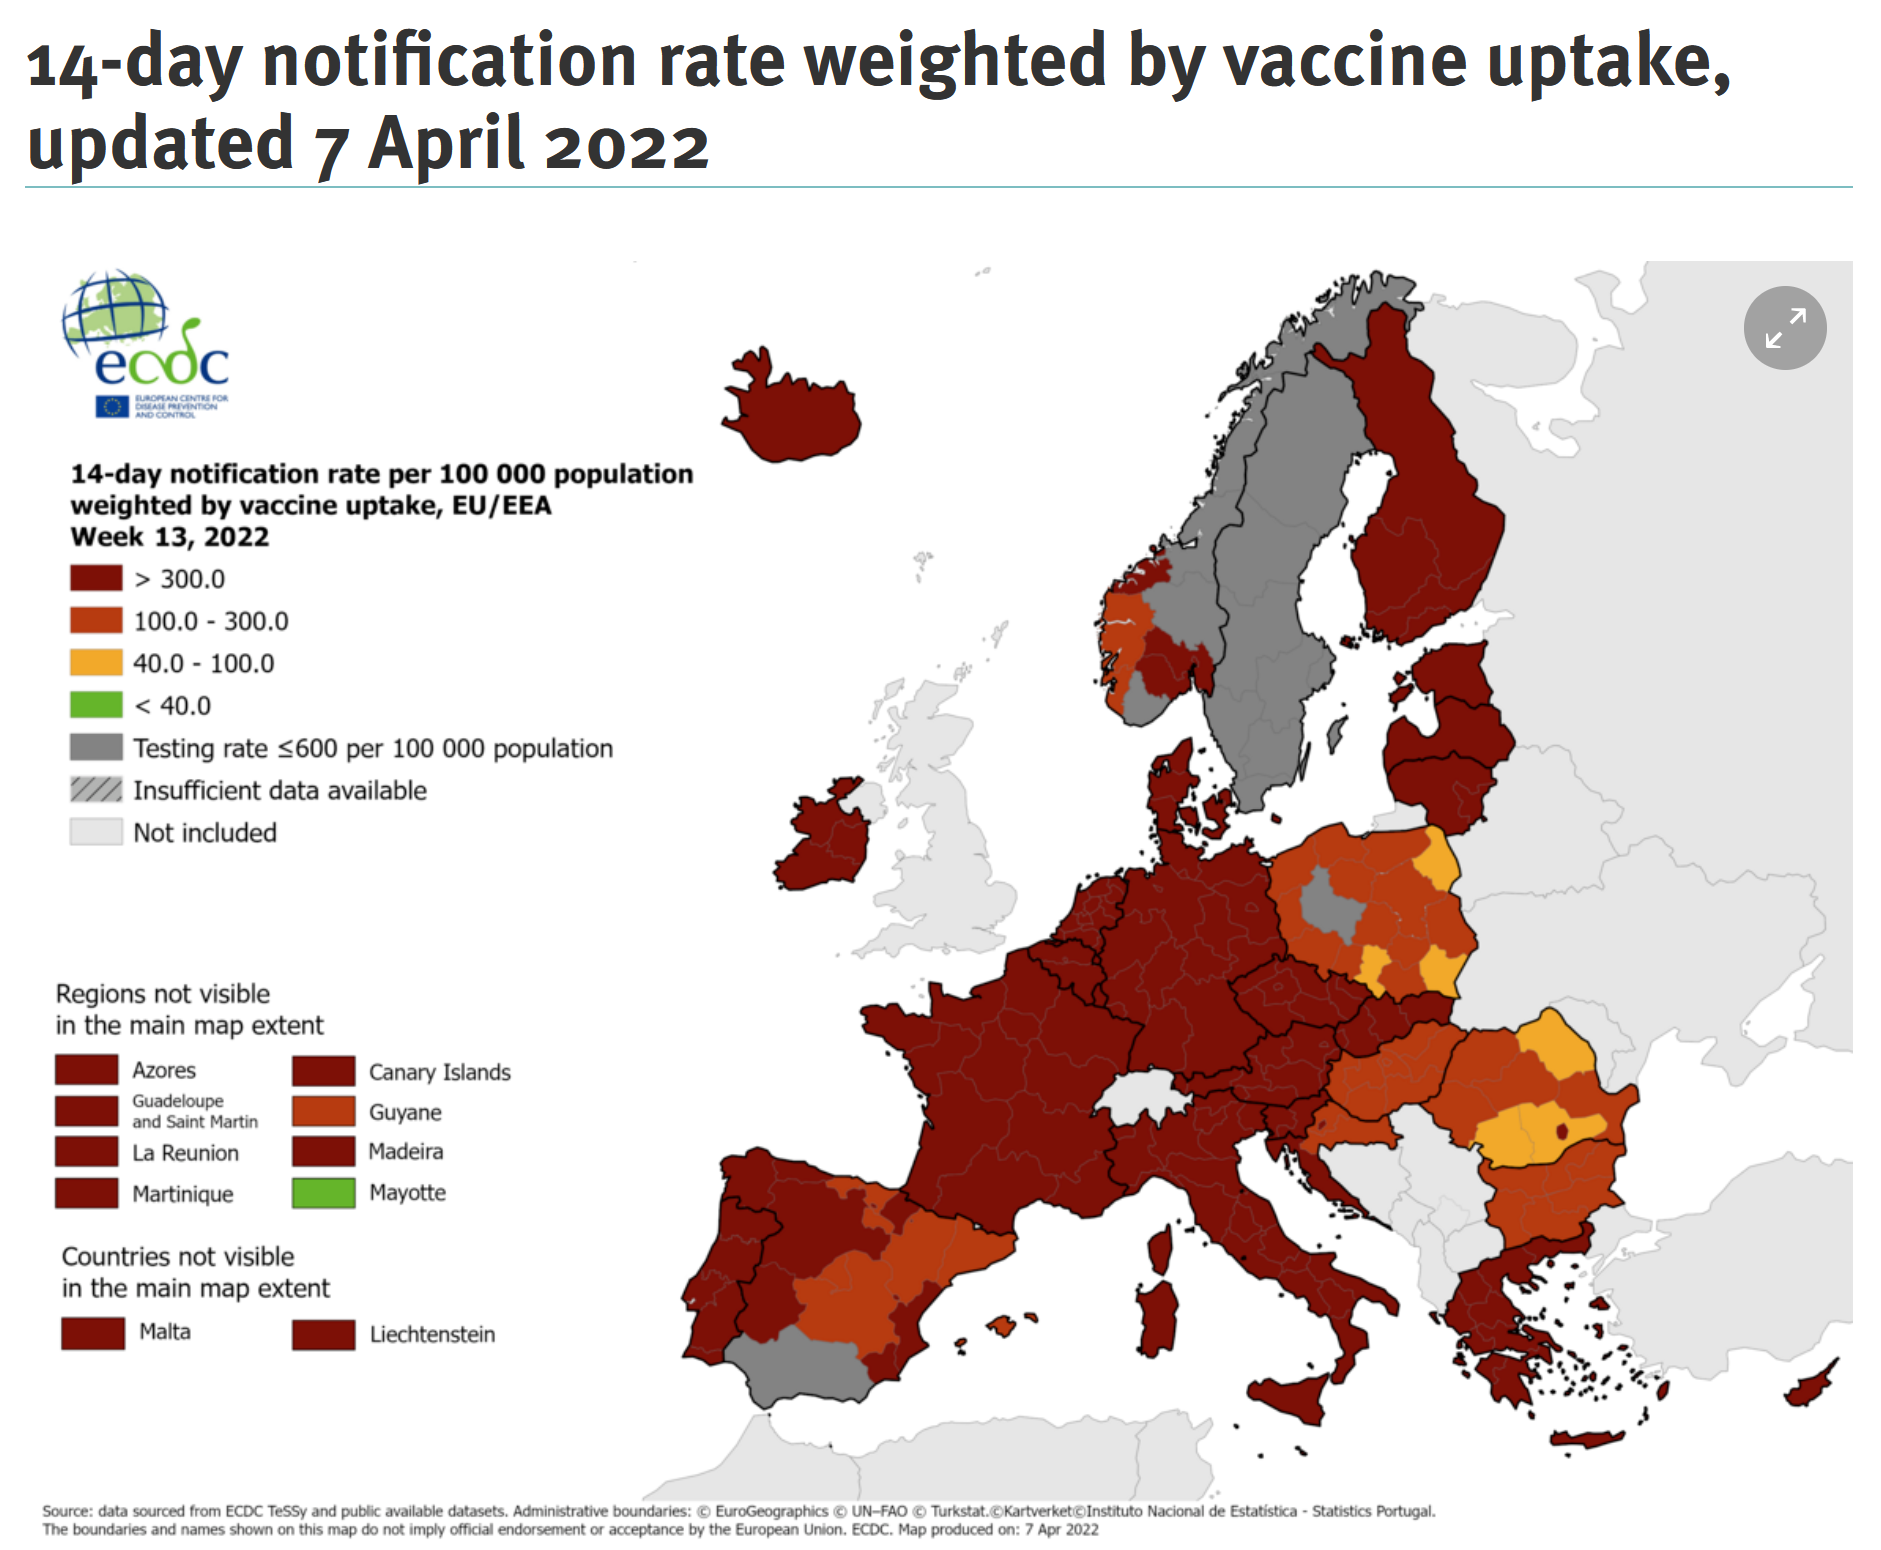 14-day notification rate weighted by vaccine uptake,
updated 7 April 2022
ecdc
EUROPEAN CENTRE FOR
DISEASE PREVENTION
AND CONTROL
14-day notification rate per 100 000 population
weighted by vaccine uptake, EU/EEA
Week 13, 2022
> 300.0
100.0 - 300.0
40.0 - 100.0
< 40.0
Testing rate ≤600 per 100 000 population
Insufficient data available
Not included
Regions not visible
in the main map extent
Azores
Canary Islands
Guadeloupe
and Saint Martin
Guyane
La Reunion
Madeira
Martinique
Mayotte
Countries not visible
in the main map extent
Malta
Liechtenstein
Source: data sourced from ECDC TeSSy and public available datasets. Administrative boundaries: © EuroGeographics © UN–FAO © Turkstat.©Kartverket©Instituto Nacional de Estatística - Statistics Portugal.
The boundaries and names shown on this map do not imply official endorsement or acceptance by the European Union. ECDC. Map produced on: 7 Apr 2022